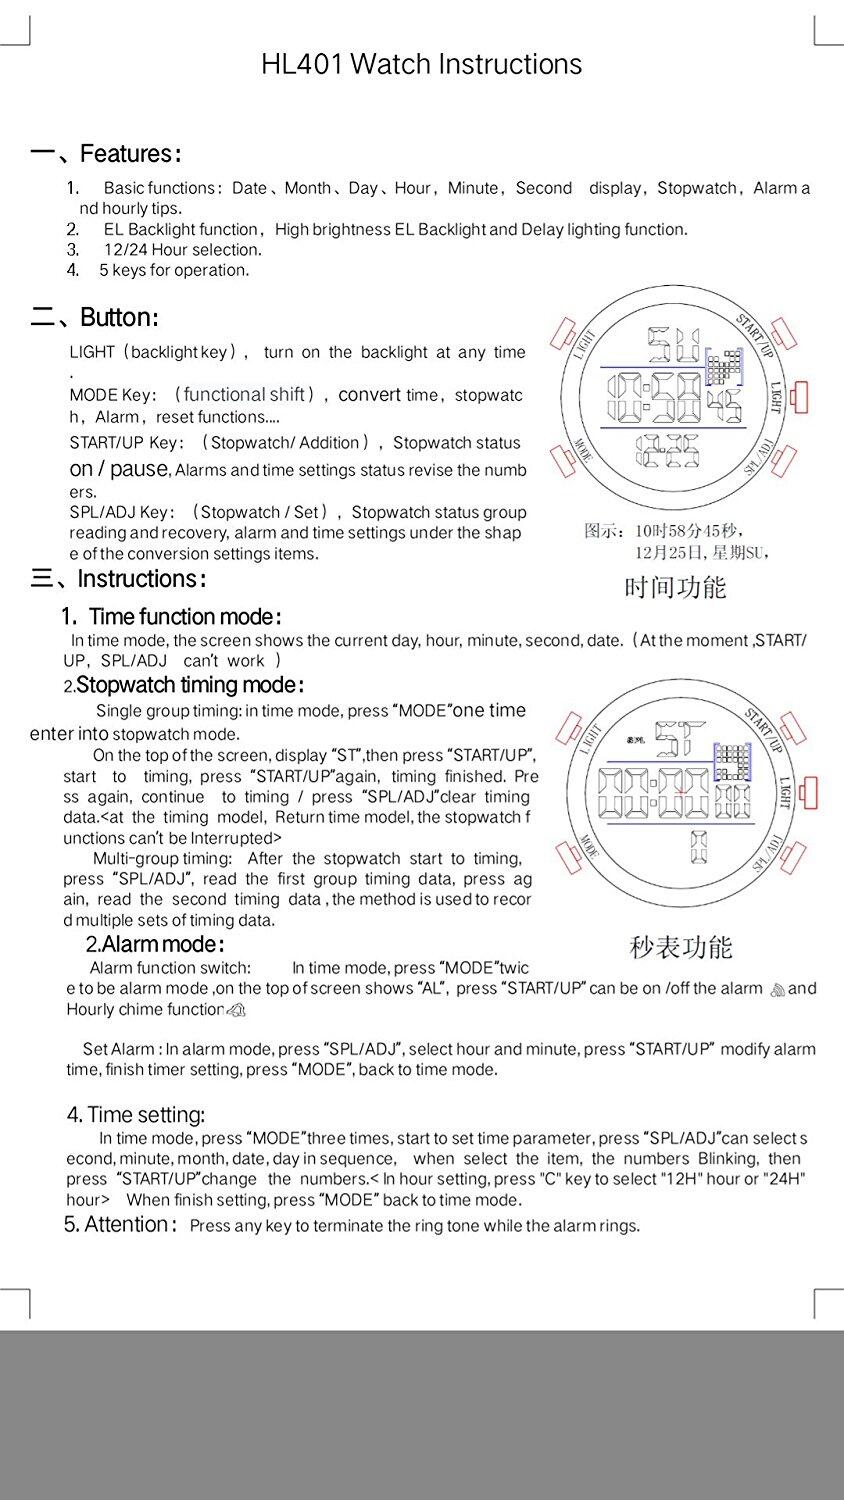 HL401 Watch Instructions
一、Features:
1. Basic functions: Date、Month、Day、Hour, Minute, Second display, Stopwatch, Alarm a
nd hourly tips.
2. EL Backlight function, High brightness EL Backlight and Delay lighting function.
3. 12/24 Hour selection.
4. 5 keys for operation.
二、Button:
LIGHT (backlight key), turn on the backlight at any time
.
MODE Key: (functional shift), convert time, stopwatc
h, Alarm, reset functions....
START/UP Key: (Stopwatch/ Addition), Stopwatch status
on / pause, Alarms and time settings status revise the numb
ers.
SPL/ADJ Key: (Stopwatch / Set), Stopwatch status group
reading and recovery, alarm and time settings under the shap
e of the conversion settings items.
LIGHT
START/UP
LIGHT
MODE
SPL/ADJ
SU
10:58 45
12.25
图示: 10时58分45秒,
12月25日, 星期SU,
时间功能
三、Instructions:
1. Time function mode:
In time mode, the screen shows the current day, hour, minute, second, date. (At the moment ,START/
UP, SPL/ADJ can't work )
2.Stopwatch timing mode:
Single group timing: in time mode, press “MODE”one time
enter into stopwatch mode.
On the top of the screen, display “ST”,then press “START/UP”,
start to timing, press “START/UP”again, timing finished. Pre
ss again, continue to timing / press “SPL/ADJ”clear timing
data.<at the timing model, Return time model, the stopwatch f
unctions can't be Interrupted>
Multi-group timing: After the stopwatch start to timing,
press “SPL/ADJ”, read the first group timing data, press ag
ain, read the second timing data , the method is used to recor
d multiple sets of timing data.
LIGHT
START/UP
LIGHT
MODE
SPL/ADJ
SPL ST
00:00 00
0
秒表功能
2.Alarm mode:
Alarm function switch: In time mode, press “MODE”twic
e to be alarm mode ,on the top of screen shows “AL”, press “START/UP” can be on /off the alarm and
Hourly chime function
Set Alarm : In alarm mode, press “SPL/ADJ”, select hour and minute, press “START/UP” modify alarm
time, finish timer setting, press “MODE”, back to time mode.
4. Time setting:
In time mode, press “MODE”three times, start to set time parameter, press “SPL/ADJ”can select s
econd, minute, month, date, day in sequence, when select the item, the numbers Blinking, then
press “START/UP”change the numbers.< In hour setting, press "C" key to select "12H" hour or "24H"
hour> When finish setting, press “MODE” back to time mode.
5. Attention: Press any key to terminate the ring tone while the alarm rings.